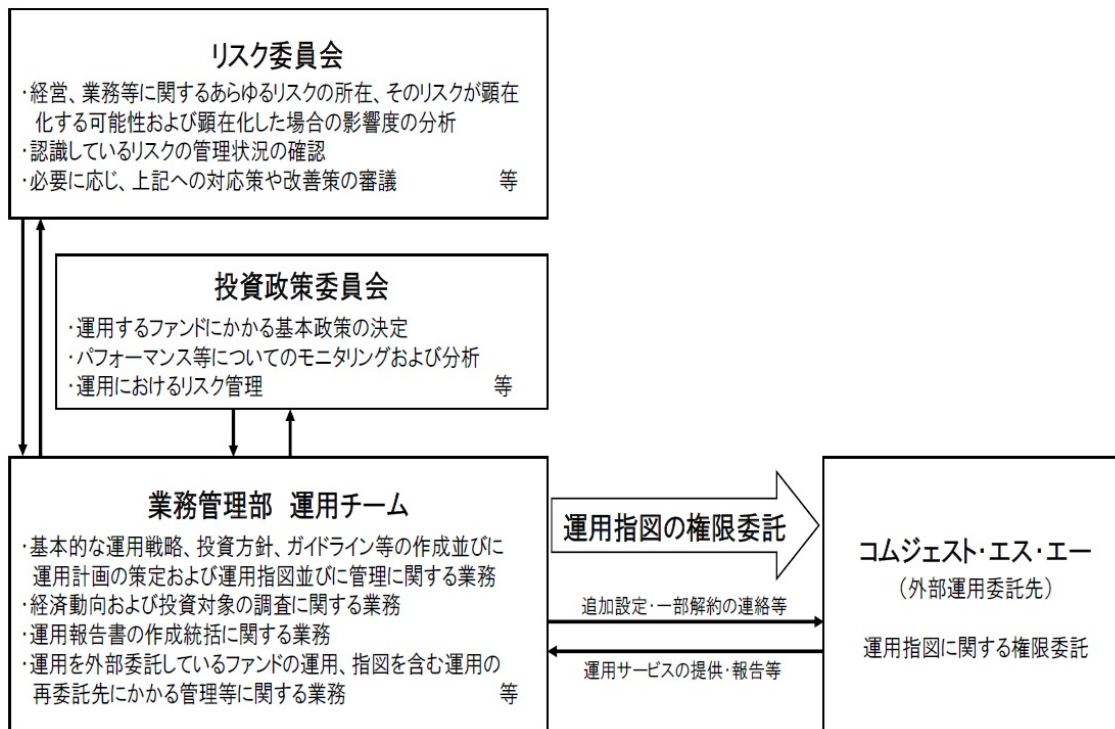 リスク委員会
・経営、業務等に関するあらゆるリスクの所在、そのリスクが顕在
化する可能性および顕在化した場合の影響度の分析
・認識しているリスクの管理状況の確認
・必要に応じ、上記への対応策や改善策の審議 等
投資政策委員会
・運用するファンドにかかる基本政策の決定
・パフォーマンス等についてのモニタリングおよび分析
・運用におけるリスク管理 等
業務管理部 運用チーム
・基本的な運用戦略、投資方針、ガイドライン等の作成並びに
運用計画の策定および運用指図並びに管理に関する業務
・経済動向および投資対象の調査に関する業務
・運用報告書の作成統括に関する業務
・運用を外部委託しているファンドの運用、指図を含む運用の
再委託先にかかる管理等に関する業務 等
運用指図の権限委託
追加設定・一部解約の連絡等
運用サービスの提供・報告等
コムジェスト・エス・エー
（外部運用委託先）
運用指図に関する権限委託